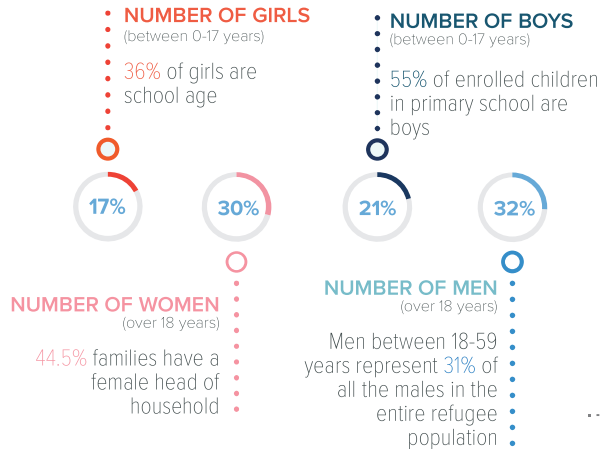 NUMBER OF GIRLS
(between 0-17 years)
36% of girls are
school age
NUMBER OF BOYS
(between 0-17 years)
55% of enrolled children
in primary school are
boys
17%
30%
21%
32%
NUMBER OF WOMEN
(over 18 years)
44.5% families have a
female head of
household
NUMBER OF MEN
(over 18 years)
Men between 18-59
years represent 31% of
all the males in the
entire refugee
population